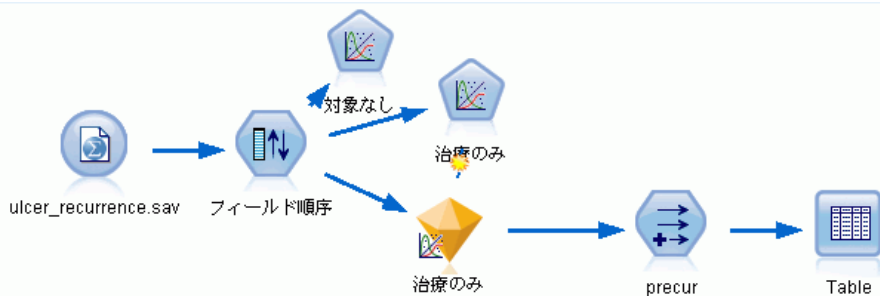 対象なし
治療のみ
ulcer_recurrence.sav
フィールド順序
治療のみ
precur
Table